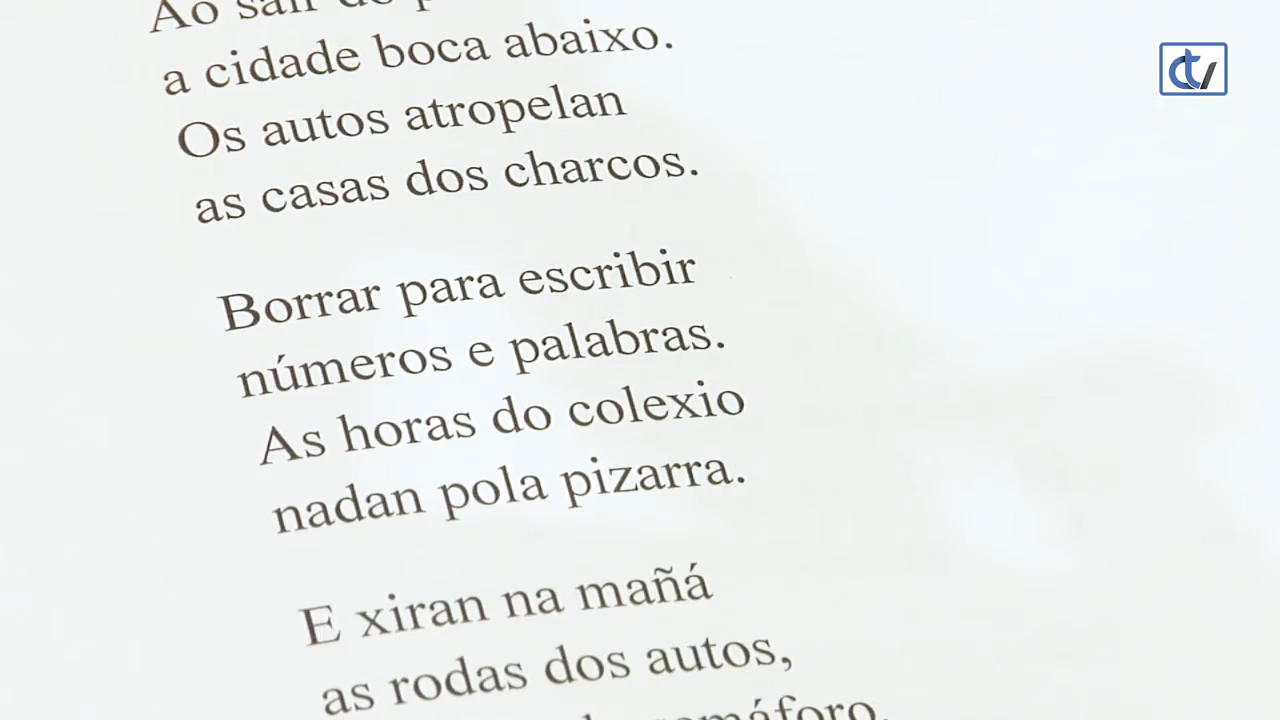 Ao
a cidade boca abaixo.
Os autos atropelan
as casas dos charcos.
Borrar para escribir
números e palabras.
As horas do colexio
nadan pola pizarra.
E xiran na mañá
as rodas dos autos,